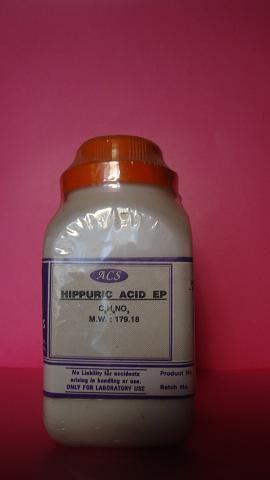 ACS
HIPPURIC ACID EP
C₉H₉NO₃
M.W. : 179.18
No Liability for accidents
arising in handling or use.
ONLY FOR LABORATORY USE
Product No.
Batch No.